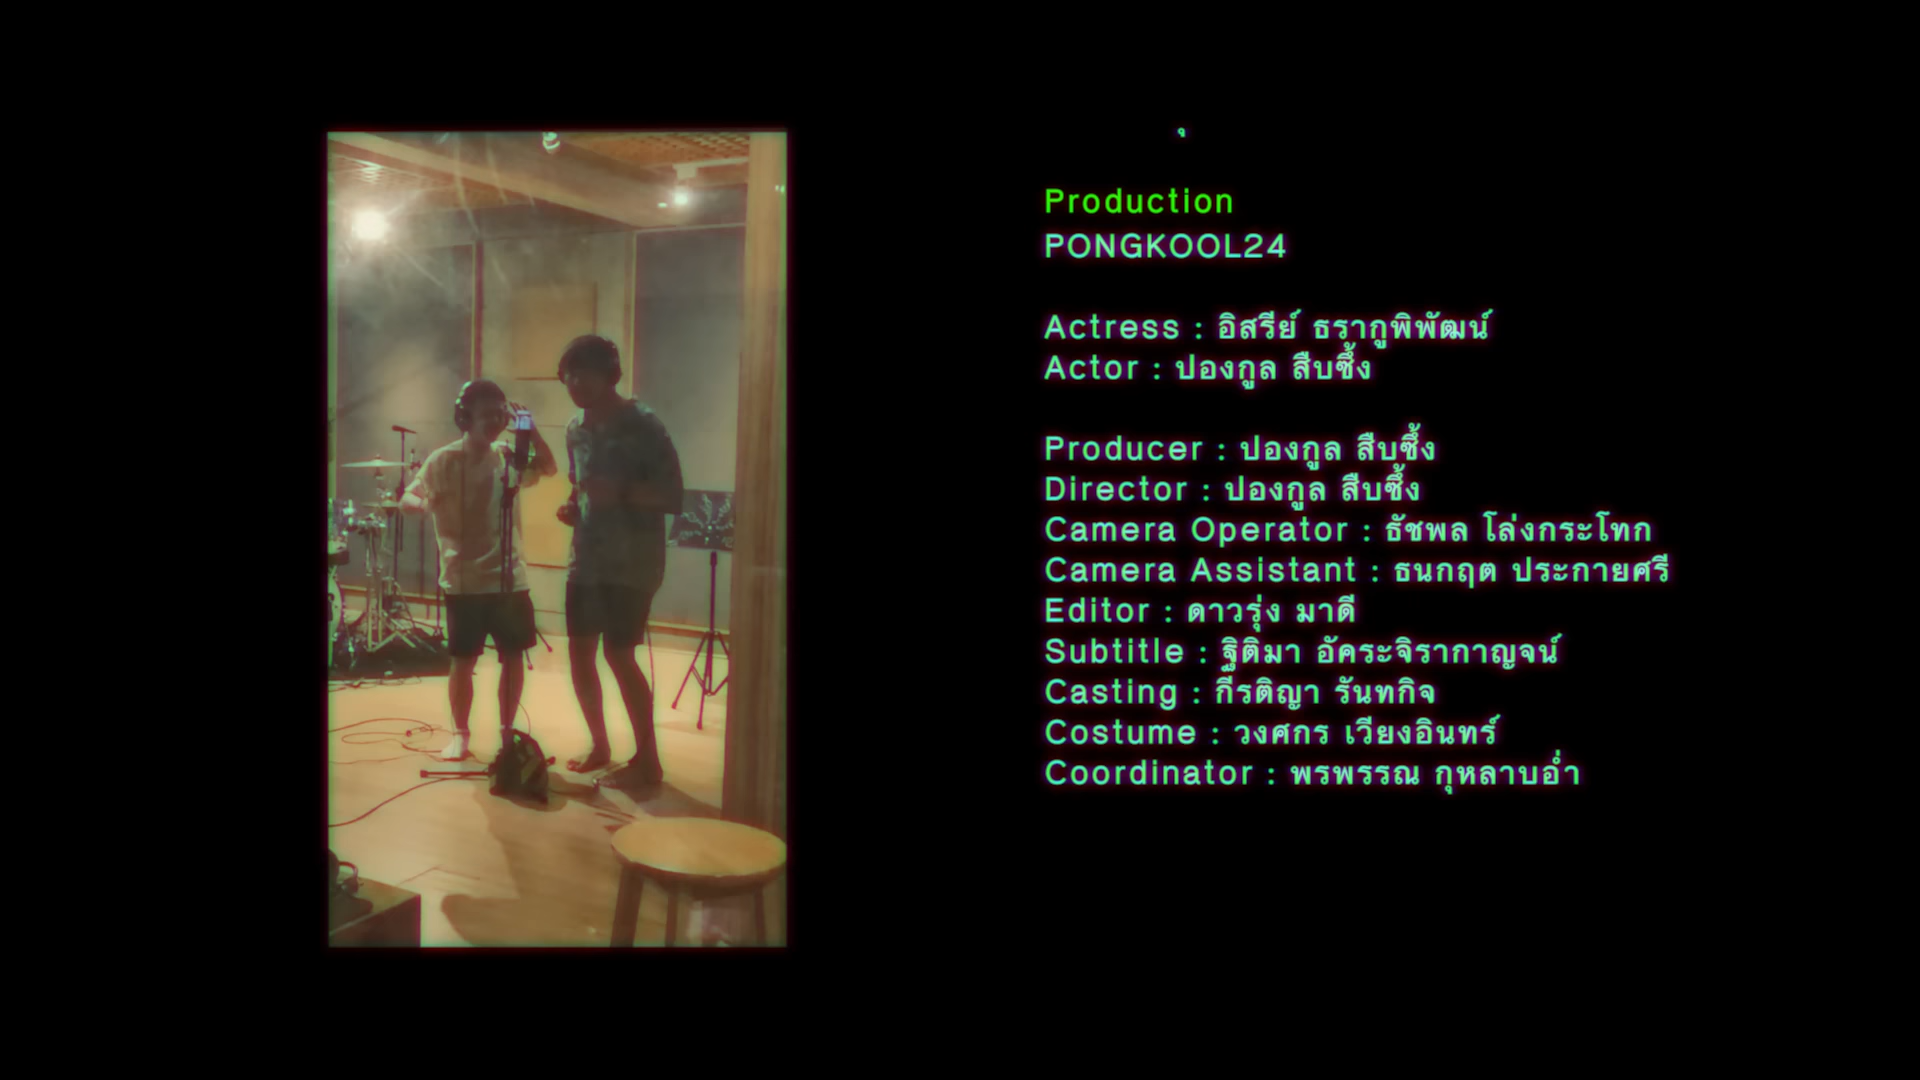 Production
PONGKOOL24
Actress : อิสรีย์ ธรากูพิพัฒน์
Actor : ปองกูล สืบซึ้ง
Producer : ปองกูล สืบซึ้ง
Director : ปองกูล สืบซึ้ง
Camera Operator : ธัชพล โล่งกระโทก
Camera Assistant : ธนกฤต ประกายศรี
Editor : ดาวรุ่ง มาดี
Subtitle : ฐิติมา อัคระจิรากาญจน์
Casting : กีรติญา รันทกิจ
Costume : วงศกร เวียงอินทร์
Coordinator : พรพรรณ กุหลาบอ่ำ